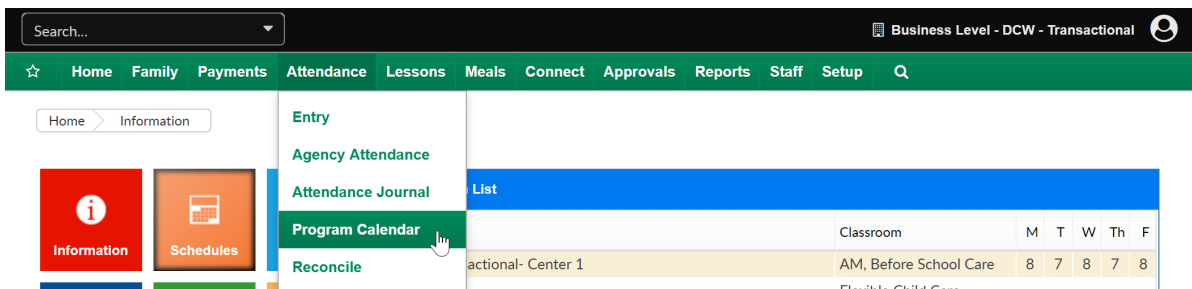 Search...
Business Level - DCW - Transactional
Home Family Payments Attendance Lessons Meals Connect Approvals Reports Staff Setup
Home Information
Entry
Agency Attendance
Attendance Journal
List
Program Calendar
Classroom M T W Th F
Information
Schedules
Reconcile
actional- Center 1 AM, Before School Care 8 7 8 7 8